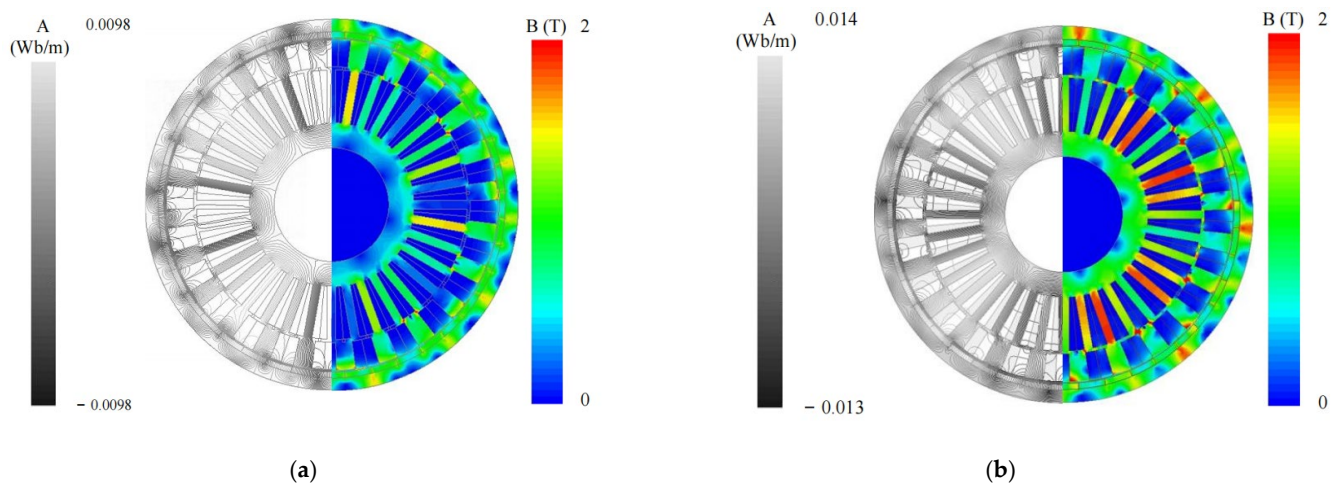 A
(Wb/m)
0.0098
− 0.0098
B (T)
2
0
(a)
A
(Wb/m)
0.014
− 0.013
B (T)
2
0
(b)